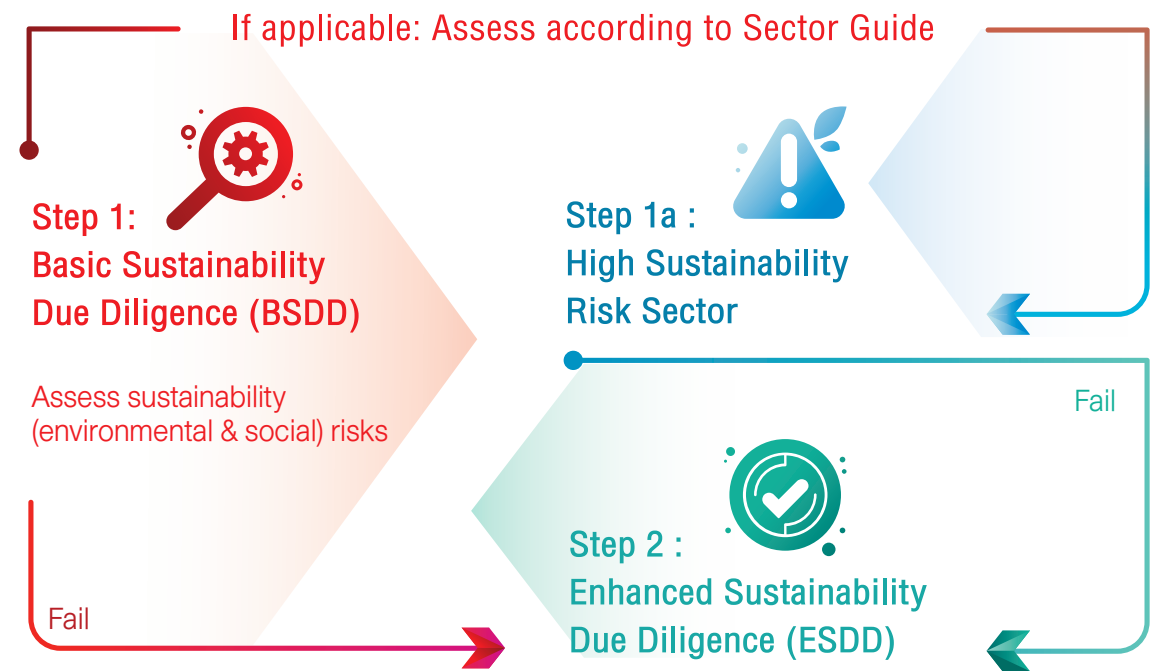 If applicable: Assess according to Sector Guide
Step 1:
Basic Sustainability
Due Diligence (BSDD)
Assess sustainability
(environmental & social) risks
Fail
Step 1a :
High Sustainability
Risk Sector
Fail
Step 2 :
Enhanced Sustainability
Due Diligence (ESDD)